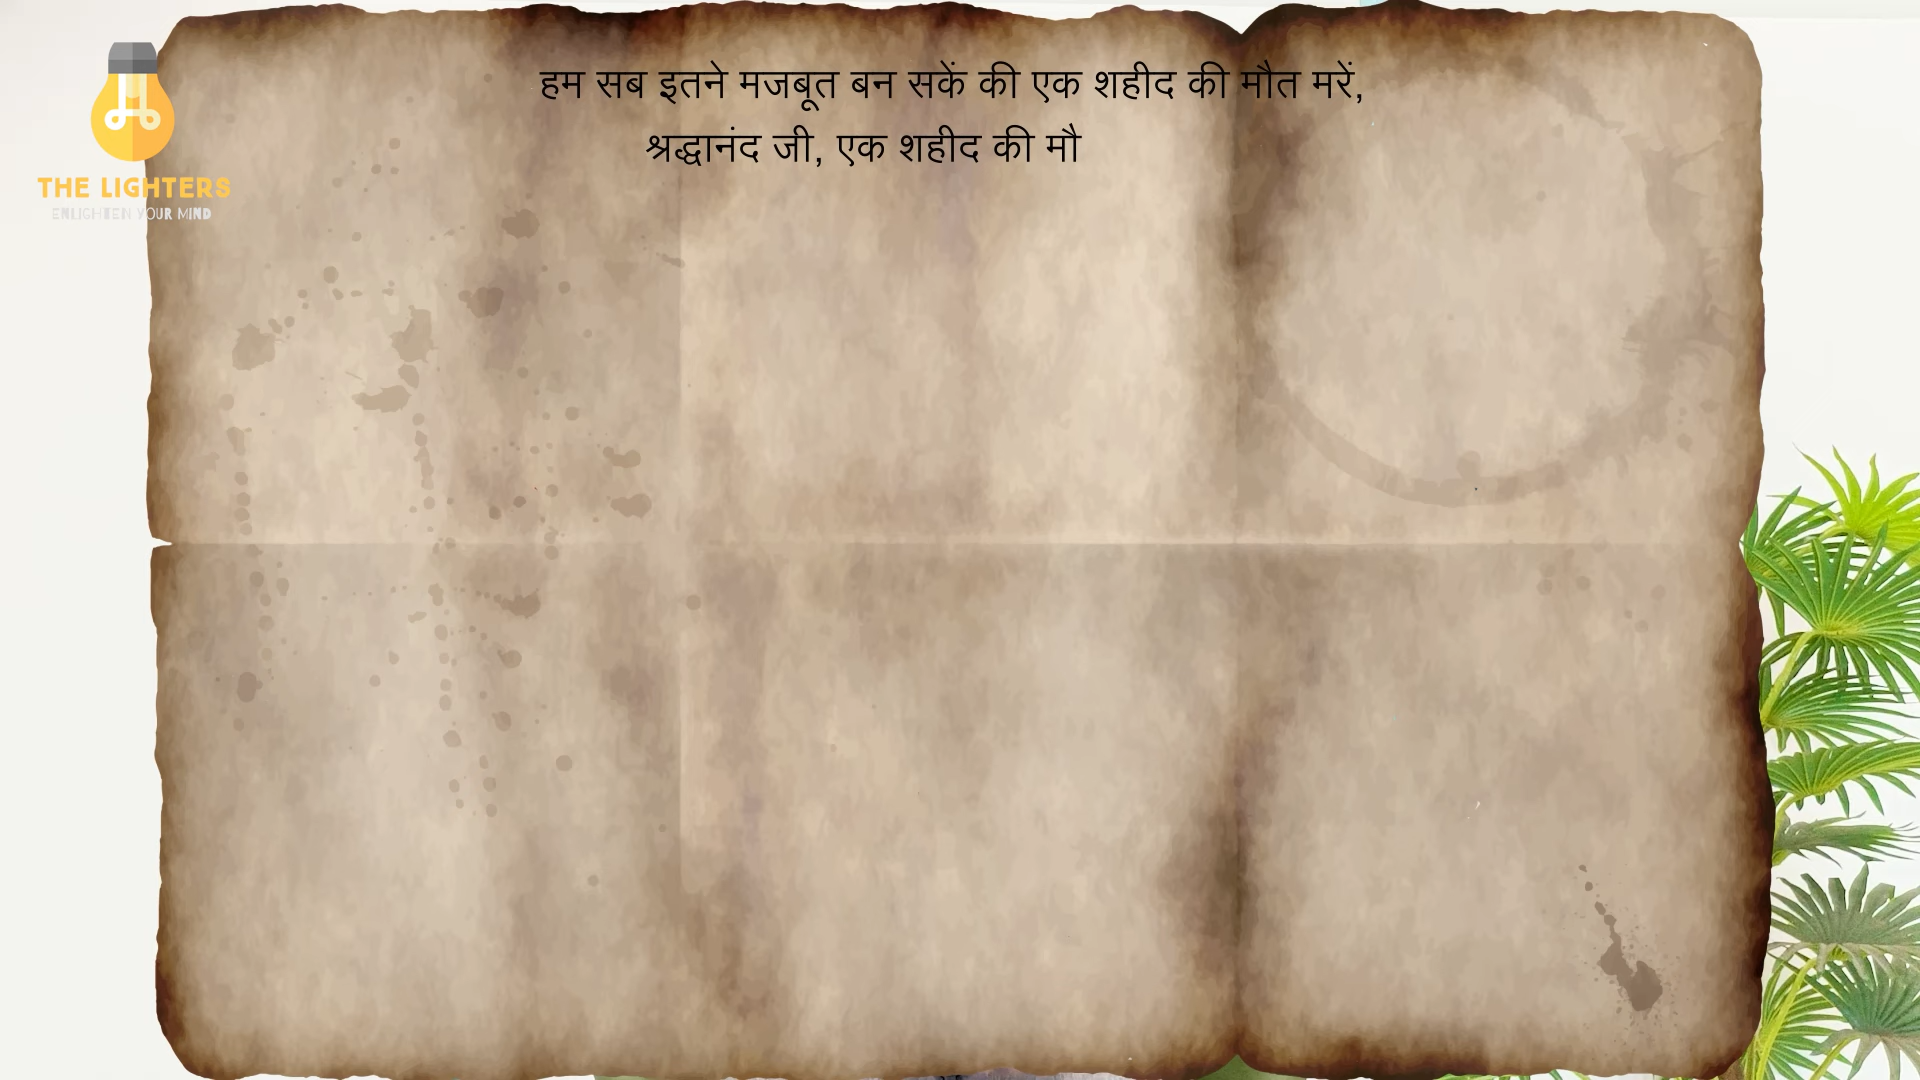 हम सब इतने मजबूत बन सकें की एक शहीद की मौत मरें,
श्रद्धानंद जी, एक शहीद की मौ
THE LIGHTERS
ENLIGHTEN YOUR MIND